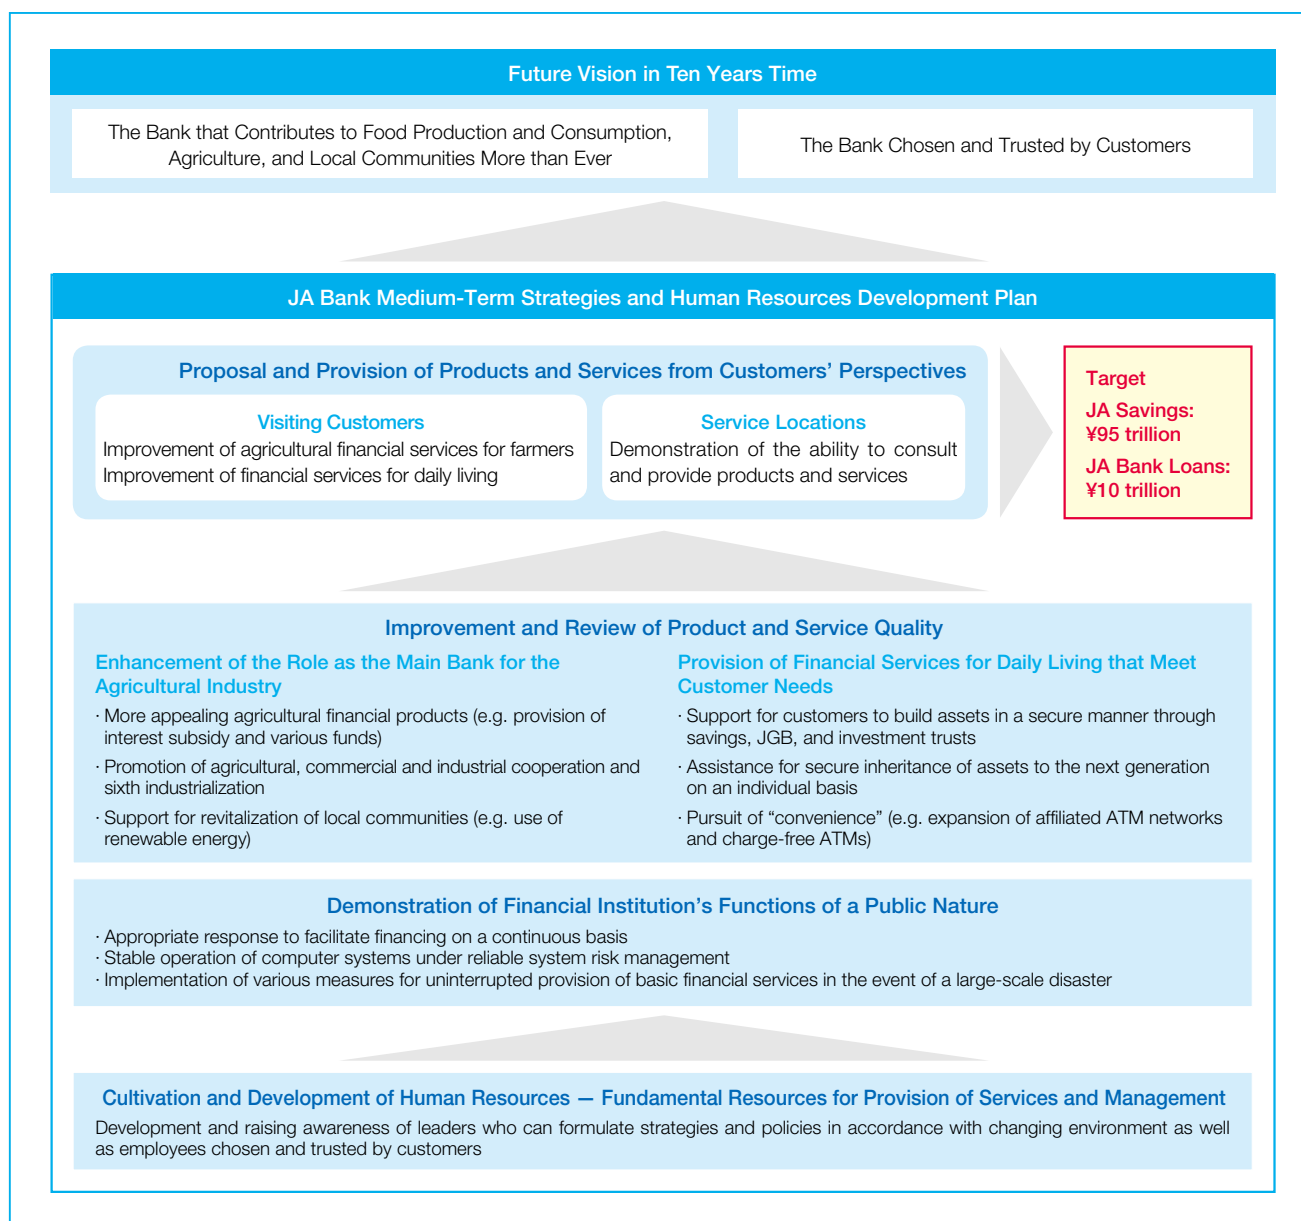 Future Vision in Ten Years Time
The Bank that Contributes to Food Production and Consumption,
Agriculture, and Local Communities More than Ever
The Bank Chosen and Trusted by Customers
JA Bank Medium-Term Strategies and Human Resources Development Plan
Proposal and Provision of Products and Services from Customers’ Perspectives
Visiting Customers
Improvement of agricultural financial services for farmers
Improvement of financial services for daily living
Service Locations
Demonstration of the ability to consult
and provide products and services
Target
JA Savings:
¥95 trillion
JA Bank Loans:
¥10 trillion
Improvement and Review of Product and Service Quality
Enhancement of the Role as the Main Bank for the
Agricultural Industry
· More appealing agricultural financial products (e.g. provision of
interest subsidy and various funds)
· Promotion of agricultural, commercial and industrial cooperation and
sixth industrialization
· Support for revitalization of local communities (e.g. use of
renewable energy)
Provision of Financial Services for Daily Living that Meet
Customer Needs
· Support for customers to build assets in a secure manner through
savings, JGB, and investment trusts
· Assistance for secure inheritance of assets to the next generation
on an individual basis
· Pursuit of “convenience” (e.g. expansion of affiliated ATM networks
and charge-free ATMs)
Demonstration of Financial Institution’s Functions of a Public Nature
· Appropriate response to facilitate financing on a continuous basis
· Stable operation of computer systems under reliable system risk management
· Implementation of various measures for uninterrupted provision of basic financial services in the event of a large-scale disaster
Cultivation and Development of Human Resources — Fundamental Resources for Provision of Services and Management
Development and raising awareness of leaders who can formulate strategies and policies in accordance with changing environment as well
as employees chosen and trusted by customers